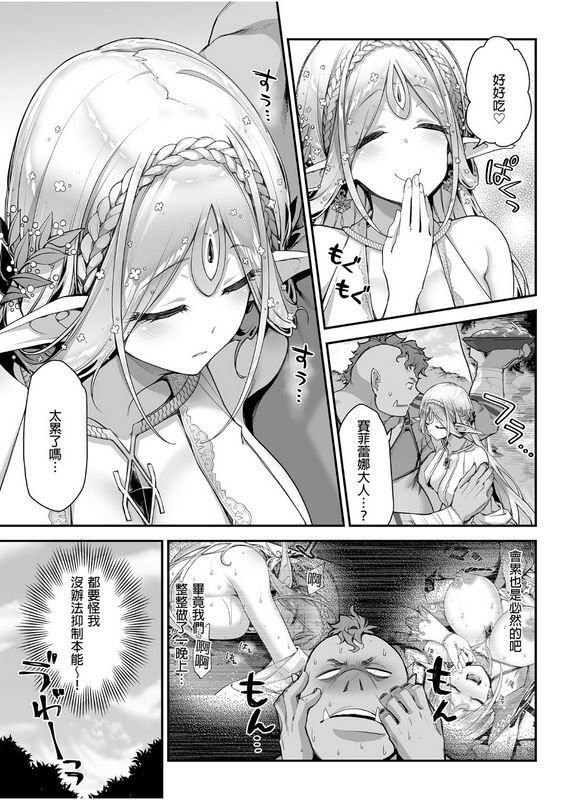 好好吃♡
ぱくっ
もぐもぐ
すぅ…
すぅ…
太累了嗎…
賽菲蕾娜大人…?
フラ…
會累也是必然的吧
啊
啊
啊
畢竟我們
整整做了一晚上…
もん…
もん…
都要怪我
沒辦法抑制本能～!
うがぁーっ